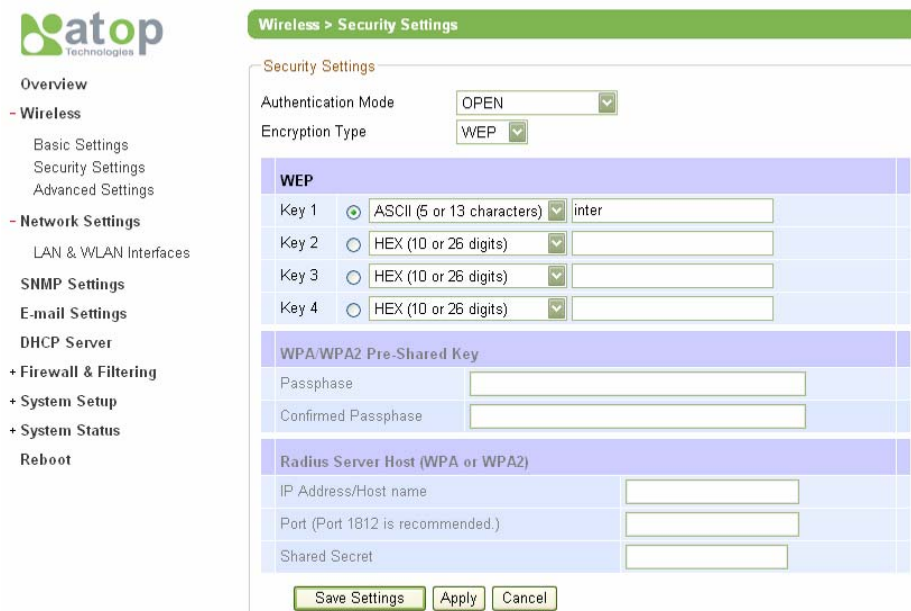 atop
Technologies
Overview
- Wireless
Basic Settings
Security Settings
Advanced Settings
- Network Settings
LAN & WLAN Interfaces
SNMP Settings
E-mail Settings
DHCP Server
+ Firewall & Filtering
+ System Setup
+ System Status
Reboot
Wireless > Security Settings
Security Settings
Authentication Mode OPEN
Encryption Type WEP
WEP
Key 1 ASCII (5 or 13 characters) inter
Key 2 HEX (10 or 26 digits)
Key 3 HEX (10 or 26 digits)
Key 4 HEX (10 or 26 digits)
WPA/WPA2 Pre-Shared Key
Passphase
Confirmed Passphase
Radius Server Host (WPA or WPA2)
IP Address/Host name
Port (Port 1812 is recommended.)
Shared Secret
Save Settings Apply Cancel